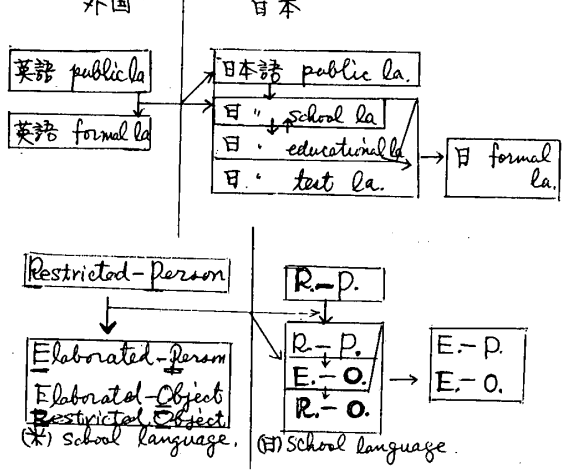 外国
日本
英語 public la
英語 formal la
日本語 public la.
日 〃 school la
日 〃 educational la
日 〃 test la.
日 formal
la.
Restricted-Person
Elaborated-Person
Elaborated-Object
Restricted Object
(米) School language.
R.-P.
R-P.
E.-O.
R.-O.
(日) School language.
E.-P.
E.-O.